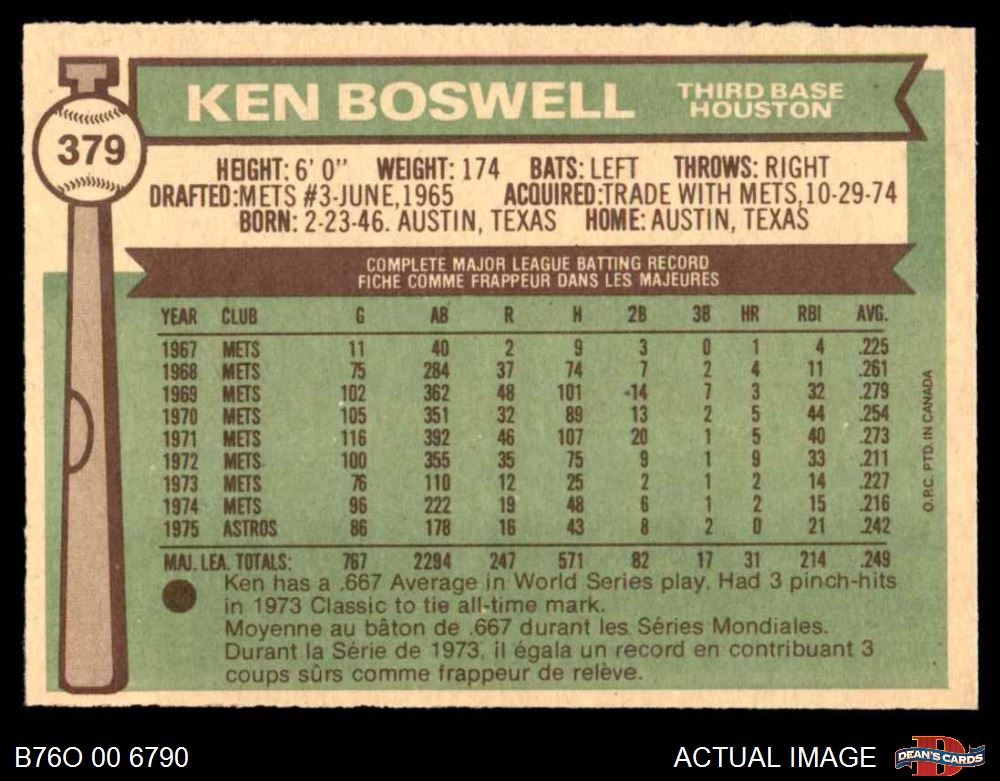 379
KEN BOSWELL THIRD BASE
HOUSTON
HEIGHT: 6' 0" WEIGHT: 174 BATS: LEFT THROWS: RIGHT
DRAFTED: METS #3-JUNE, 1965 ACQUIRED: TRADE WITH METS, 10-29-74
BORN: 2-23-46. AUSTIN, TEXAS HOME: AUSTIN, TEXAS
COMPLETE MAJOR LEAGUE BATTING RECORD
FICHE COMME FRAPPEUR DANS LES MAJEURES
YEAR CLUB G AB R H 2B 3B HR RBI AVG.
1967 METS 11 40 2 9 3 0 1 4 .225
1968 METS 75 284 37 74 7 2 4 11 .261
1969 METS 102 362 48 101 14 7 3 32 .279
1970 METS 105 351 32 89 13 2 5 44 .254
1971 METS 116 392 46 107 20 1 5 40 .273
1972 METS 100 355 35 75 9 1 9 33 .211
1973 METS 76 110 12 25 2 1 2 14 .227
1974 METS 96 222 19 48 6 1 2 15 .216
1975 ASTROS 86 178 16 43 8 2 0 21 .242
MAJ. LEA. TOTALS: 767 2294 247 571 82 17 31 214 .249
Ken has a .667 Average in World Series play. Had 3 pinch-hits
in 1973 Classic to tie all-time mark.
Moyenne au bâton de .667 durant les Séries Mondiales.
Durant la Série de 1973, il égala un record en contribuant 3
coups sûrs comme frappeur de relève.
O.P.C. PTD. IN CANADA
B76O 00 6790
ACTUAL IMAGE
DEAN'S CARDS